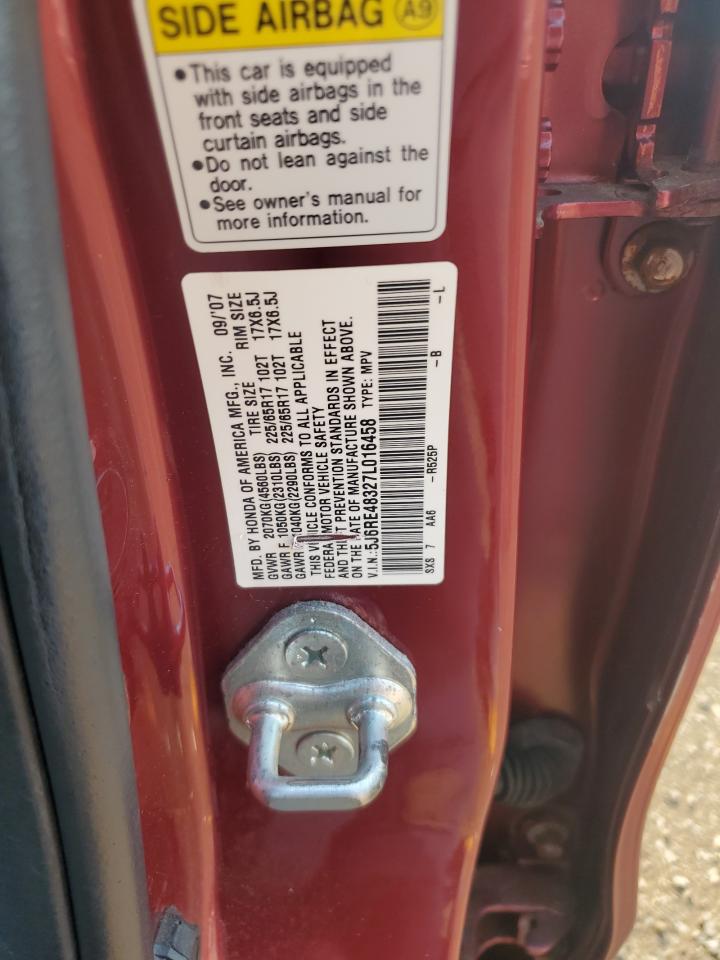 SIDE AIRBAG A9
•This car is equipped
with side airbags in the
front seats and side
curtain airbags.
•Do not lean against the
door.
•See owner's manual for
more information.
MFD. BY HONDA OF AMERICA MFG., INC. 09/'07
TIRE SIZE RIM SIZE
GVWR 2070KG(4560LBS)
GAWR F 1050KG(2310LBS) 225/65R17 102T 17X6.5J
GAWR 1040KG(2290LBS) 225/65R17 102T 17X6.5J
THIS VEHICLE CONFORMS TO ALL APPLICABLE
FEDERAL MOTOR VEHICLE SAFETY
AND THEFT PREVENTION STANDARDS IN EFFECT
ON THE DATE OF MANUFACTURE SHOWN ABOVE.
V.I.N.:5J6RE48327L016458 TYPE: MPV
SXS 7 AA6 -R525P -B -L